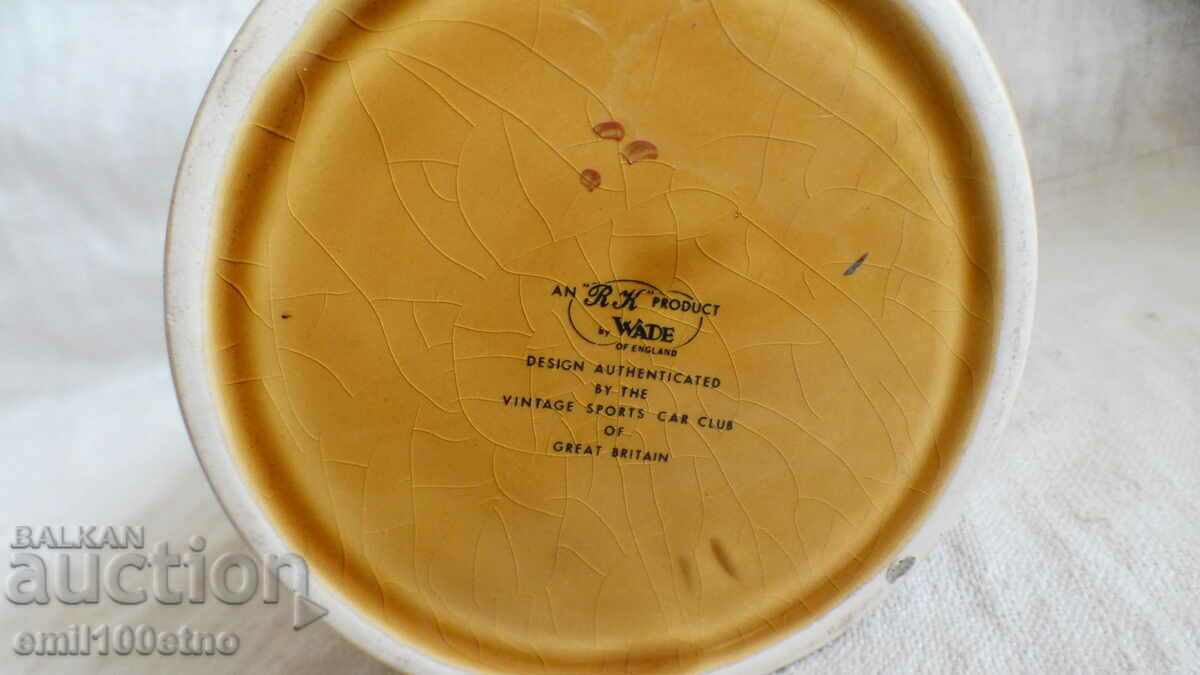 AN "RK" PRODUCT
BY WADE
OF ENGLAND
DESIGN AUTHENTICATED
BY THE
VINTAGE SPORTS CAR CLUB
OF
GREAT BRITAIN
BALKAN
auction
emil100etno